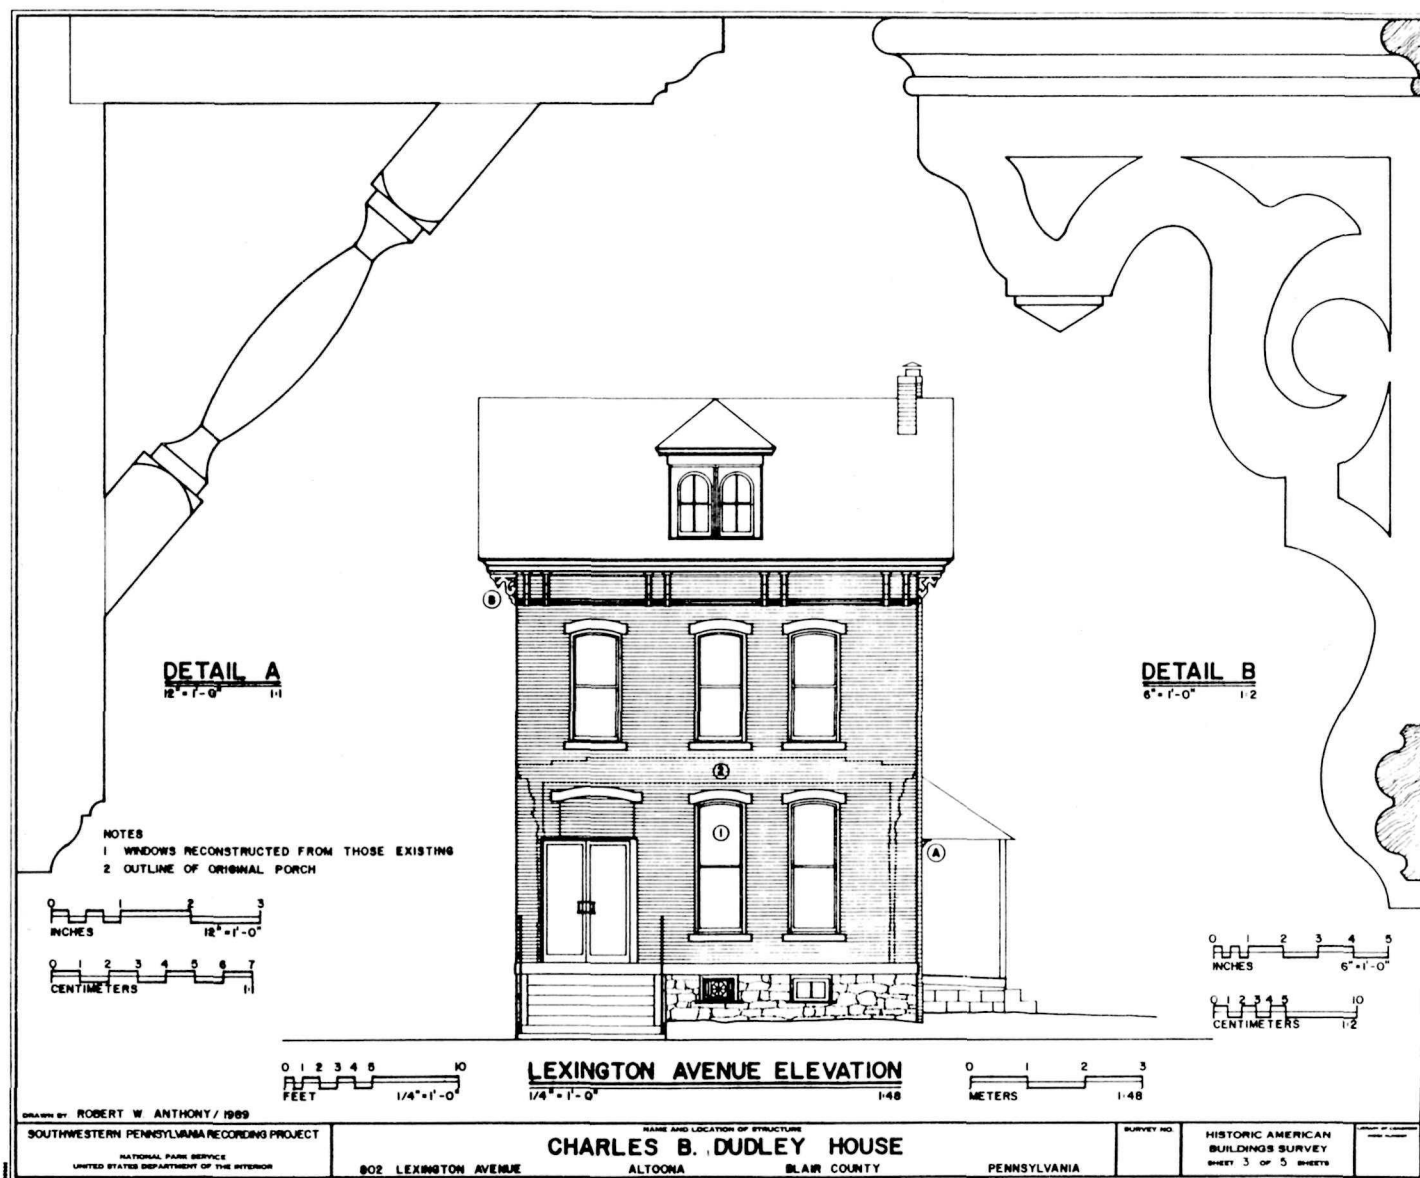 B
DETAIL A
12" = 1'-0" 1:1
DETAIL B
6" = 1'-0" 1:2
2
1
A
NOTES
1 WINDOWS RECONSTRUCTED FROM THOSE EXISTING
2 OUTLINE OF ORIGINAL PORCH
0 1 2 3
INCHES 12" = 1'-0"
0 1 2 3 4 5 6 7
CENTIMETERS 1:1
0 1 2 3 4 5
INCHES 6" = 1'-0"
0 1 2 3 4 5 10
CENTIMETERS 1:2
0 1 2 3 4 5 10
FEET 1/4" = 1'-0"
LEXINGTON AVENUE ELEVATION
1/4" = 1'-0" 1:48
0 1 2 3
METERS 1:48
DRAWN BY ROBERT W. ANTHONY / 1989
SOUTHWESTERN PENNSYLVANIA RECORDING PROJECT
NATIONAL PARK SERVICE
UNITED STATES DEPARTMENT OF THE INTERIOR
NAME AND LOCATION OF STRUCTURE
CHARLES B. DUDLEY HOUSE
802 LEXINGTON AVENUE ALTOONA BLAIR COUNTY PENNSYLVANIA
SURVEY NO.
HISTORIC AMERICAN
BUILDINGS SURVEY
SHEET 3 OF 5 SHEETS
LIBRARY OF CONGRESS